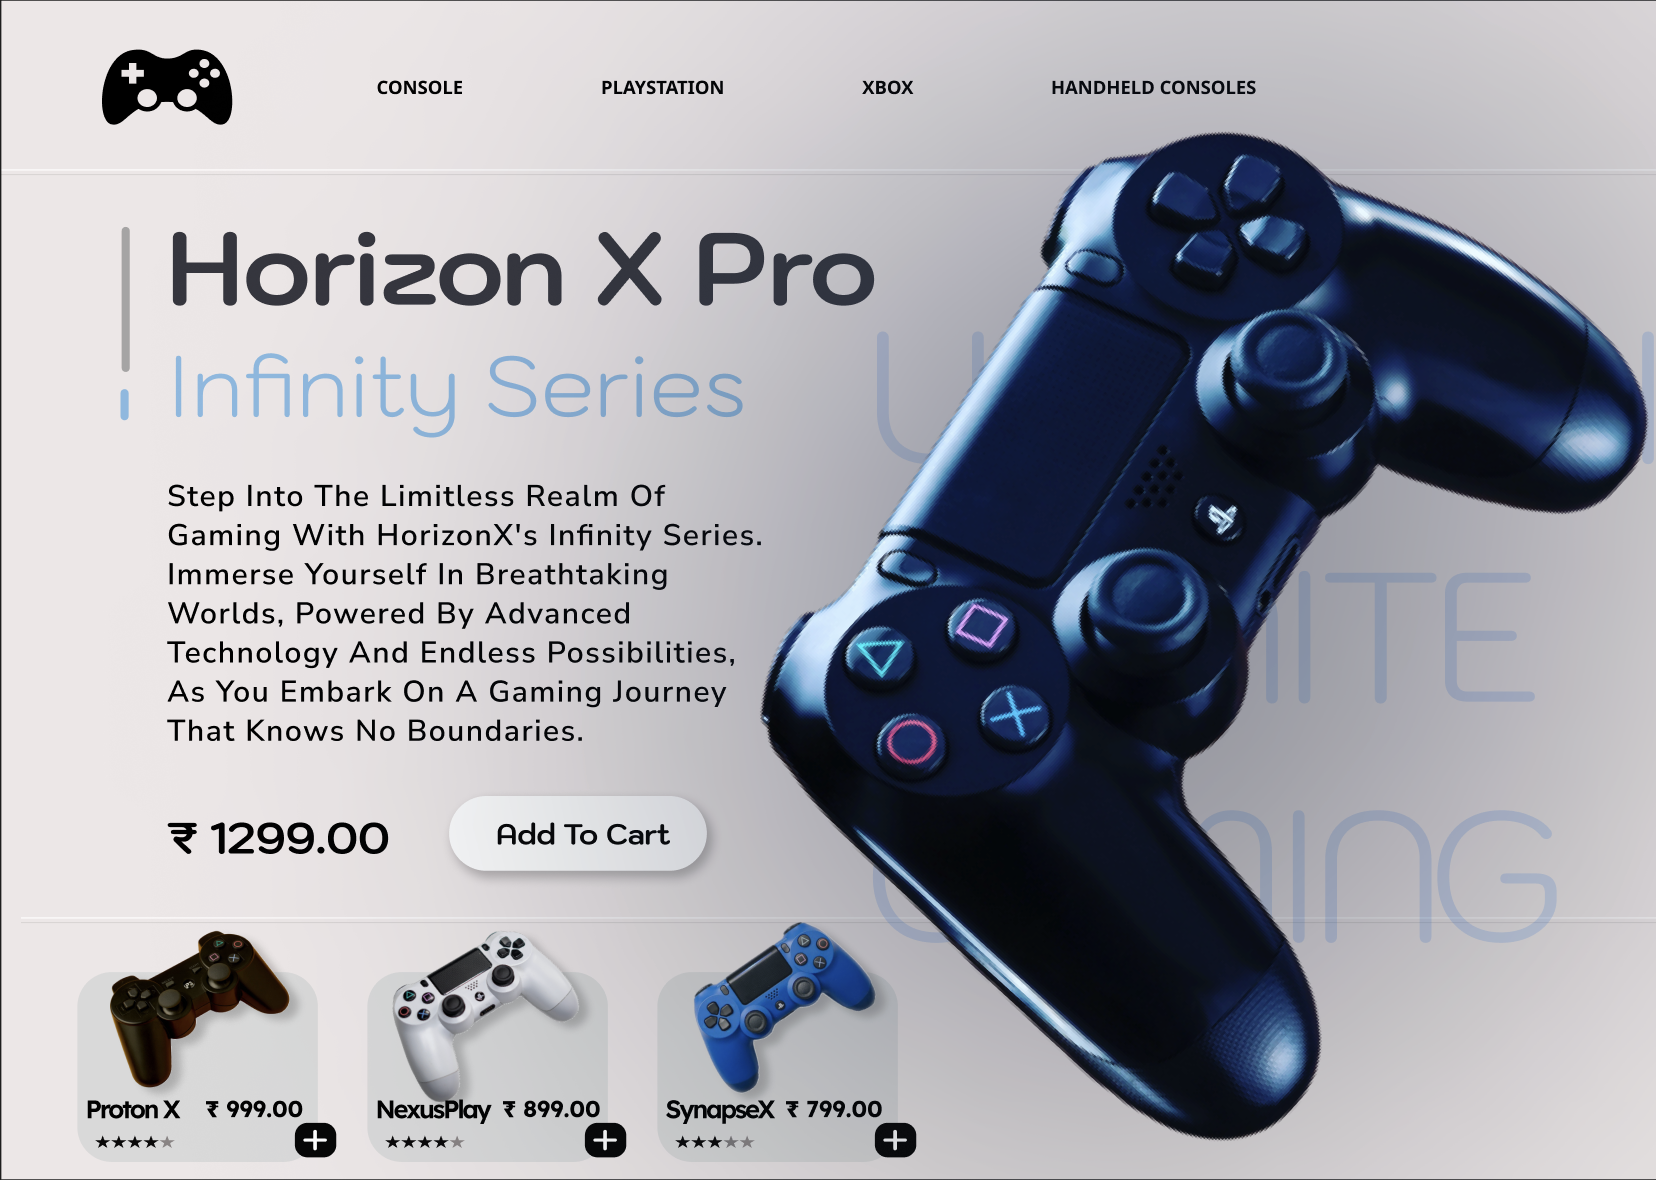 CONSOLE
PLAYSTATION
XBOX
HANDHELD CONSOLES
Horizon X Pro
Infinity Series
Step Into The Limitless Realm Of
Gaming With HorizonX's Infinity Series.
Immerse Yourself In Breathtaking
Worlds, Powered By Advanced
Technology And Endless Possibilities,
As You Embark On A Gaming Journey
That Knows No Boundaries.
₹ 1299.00
Add To Cart
Proton X ₹ 999.00
NexusPlay ₹ 899.00
SynapseX ₹ 799.00